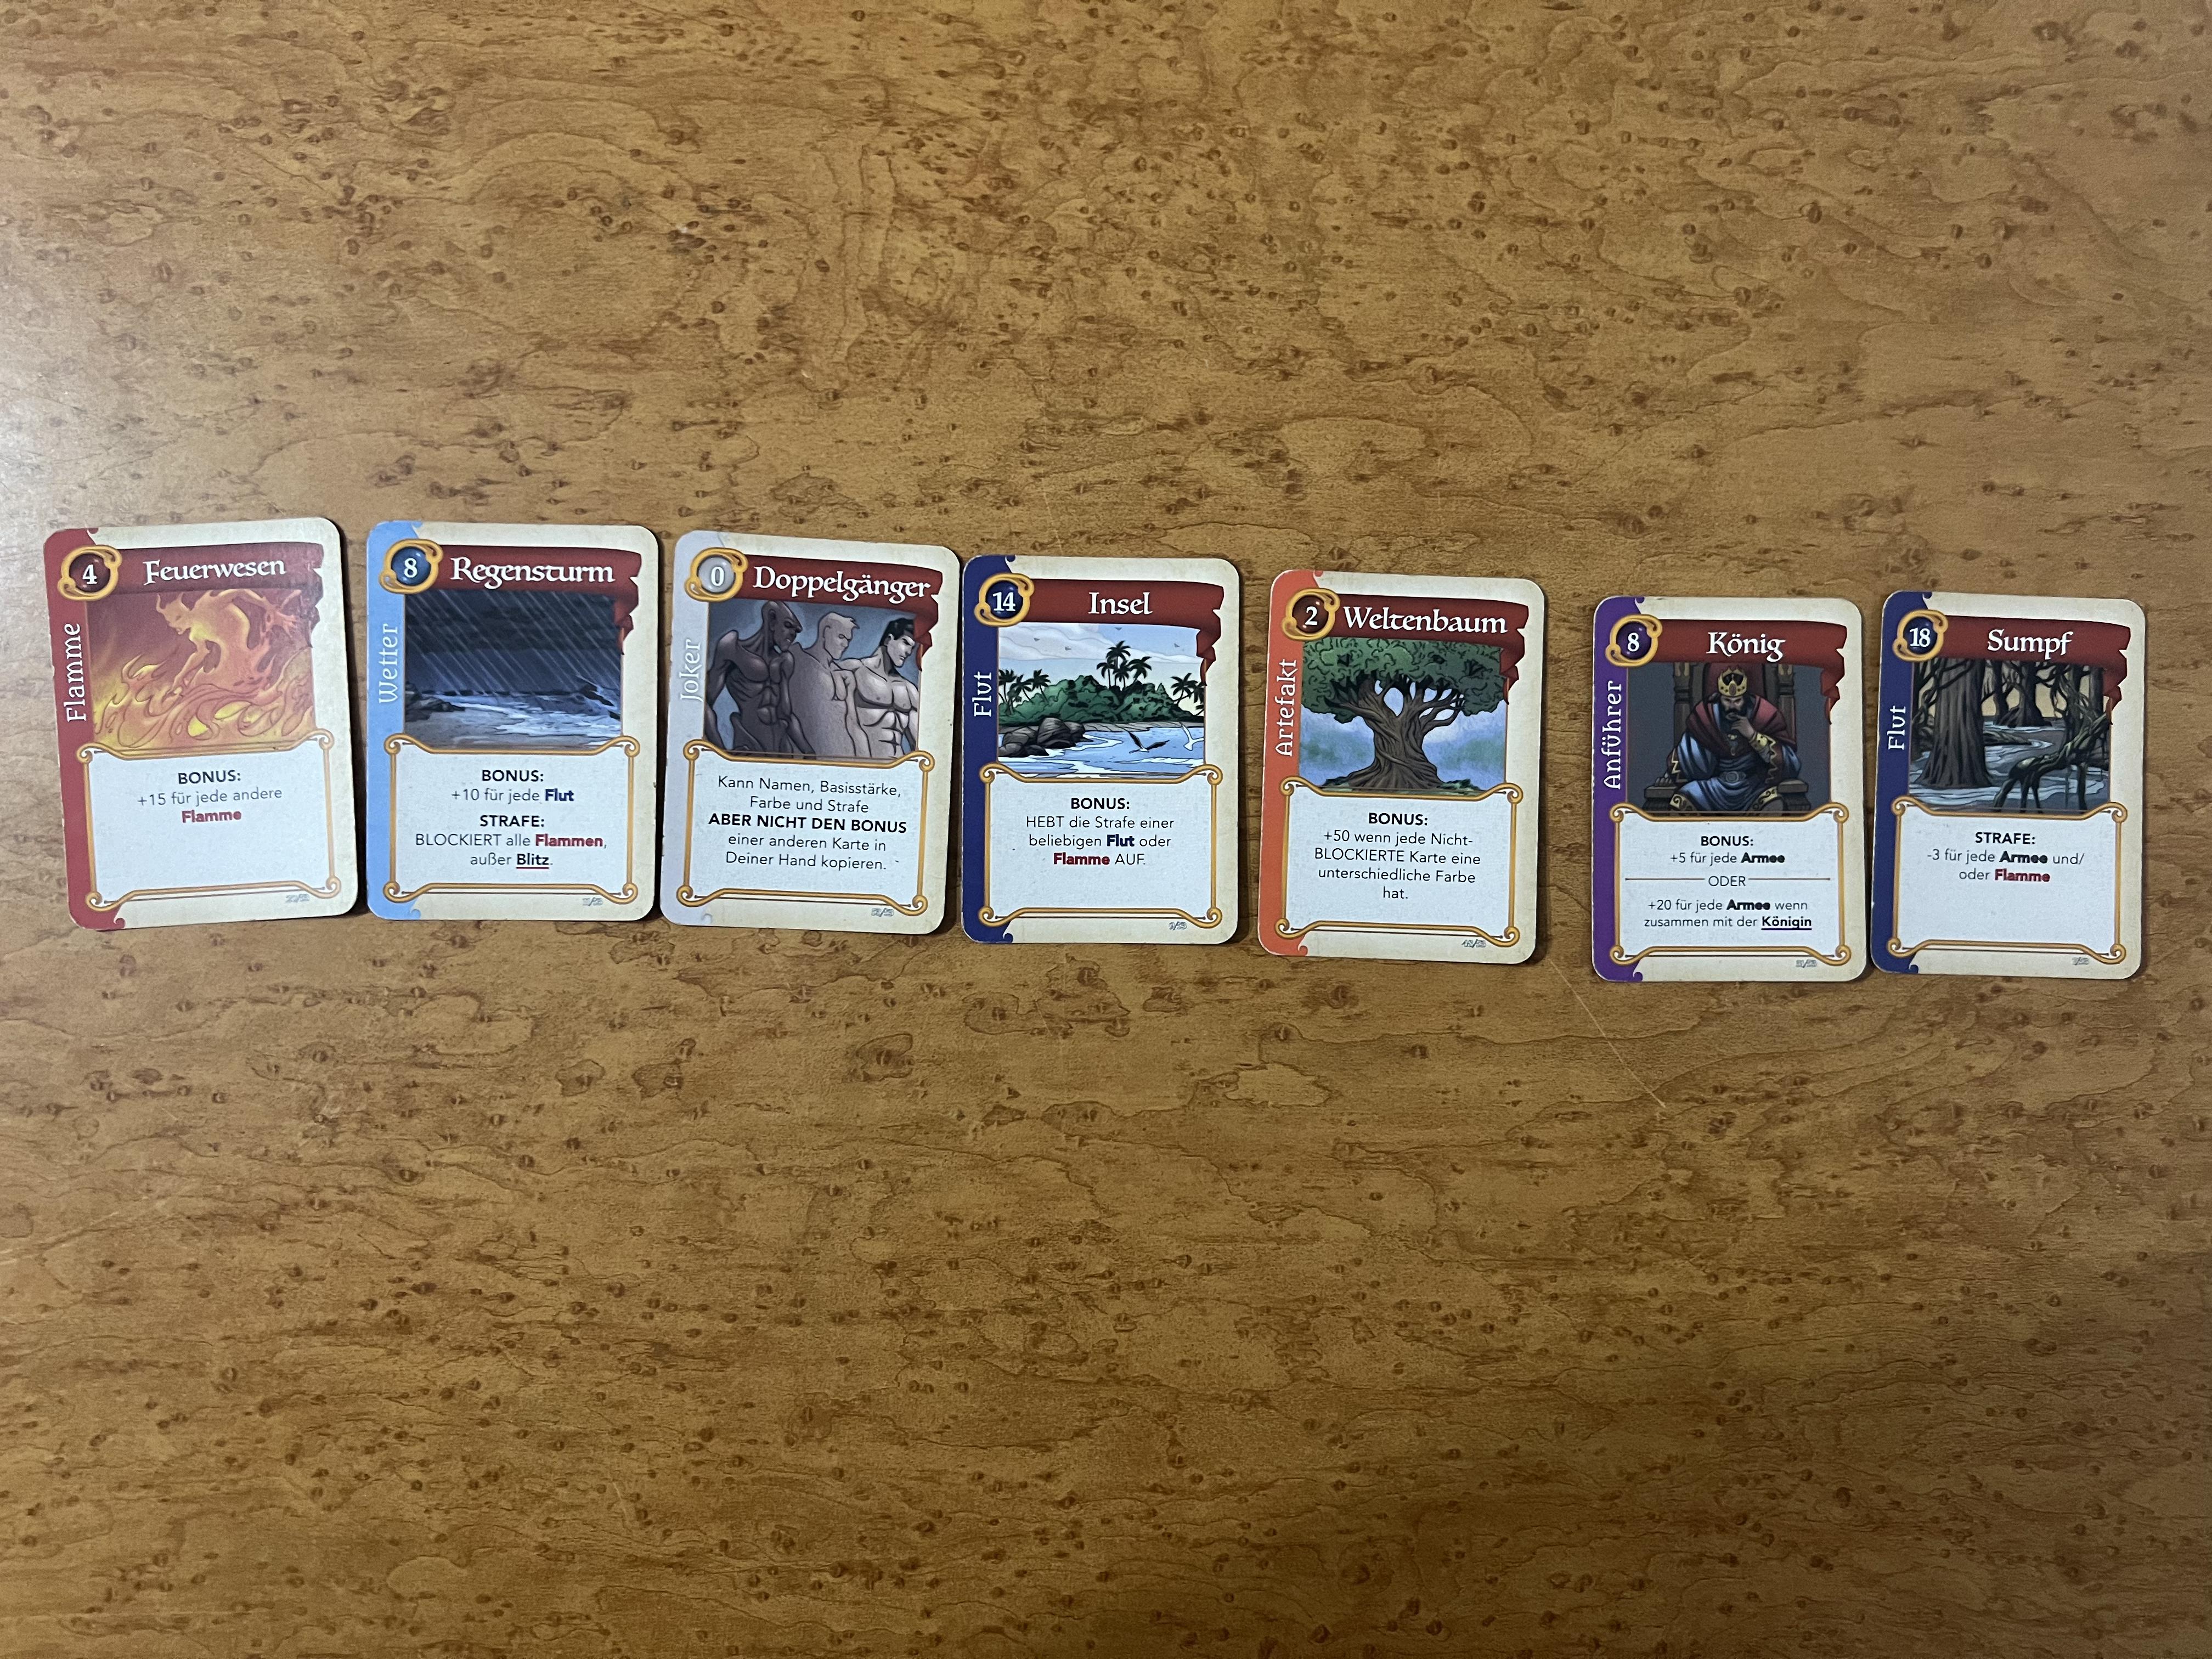 4
Feuerwesen
Flamme
BONUS:
+15 für jede andere
Flamme
8
Regensturm
Wetter
BONUS:
+10 für jede Flut
STRAFE:
BLOCKIERT alle Flammen,
außer Blitz.
0
Doppelgänger
Joker
Kann Namen, Basisstärke,
Farbe und Strafe
ABER NICHT DEN BONUS
einer anderen Karte in
Deiner Hand kopieren.
14
Insel
Flut
BONUS:
HEBT die Strafe einer
beliebigen Flut oder
Flamme AUF.
2
Weltenbaum
Artefakt
BONUS:
+50 wenn jede Nicht-
BLOCKIERTE Karte eine
unterschiedliche Farbe
hat.
8
König
Anführer
BONUS:
+5 für jede Armee
ODER
+20 für jede Armee wenn
zusammen mit der Königin
18
Sumpf
Flut
STRAFE:
-3 für jede Armee und/
oder Flamme